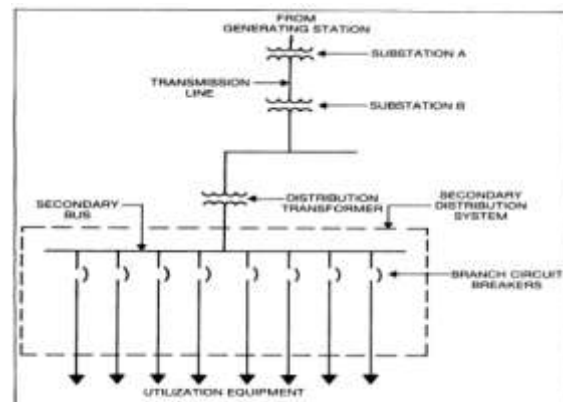 FROM
GENERATING STATION
SUBSTATION A
TRANSMISSION
LINE
SUBSTATION B
DISTRIBUTION
TRANSFORMER
SECONDARY
DISTRIBUTION
SYSTEM
SECONDARY
BUS
BRANCH CIRCUIT
BREAKERS
UTILIZATION EQUIPMENT